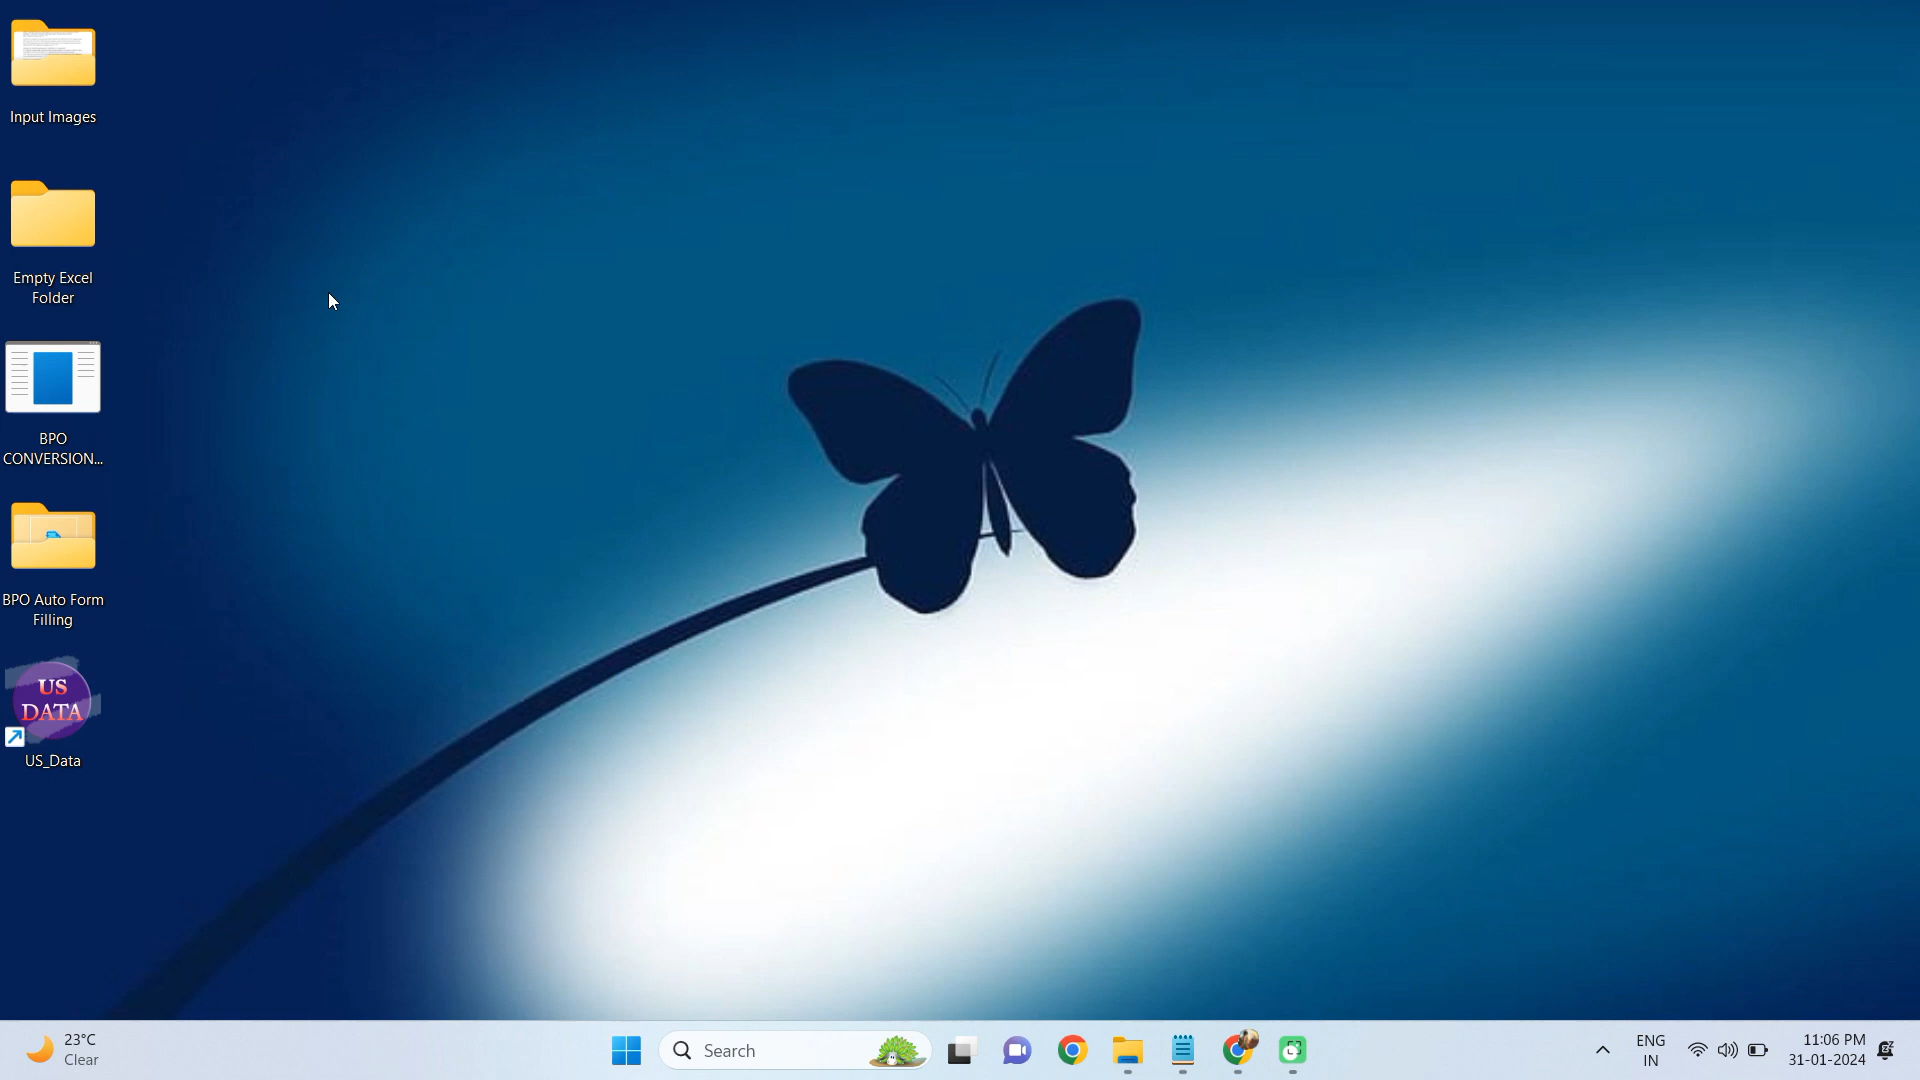 Input Images
Empty Excel
Folder
BPO
CONVERSION...
BPO Auto Form
Filling
US
DATA
US_Data
23°C
Clear
Search
ENG
IN
11:06 PM
31-01-2024